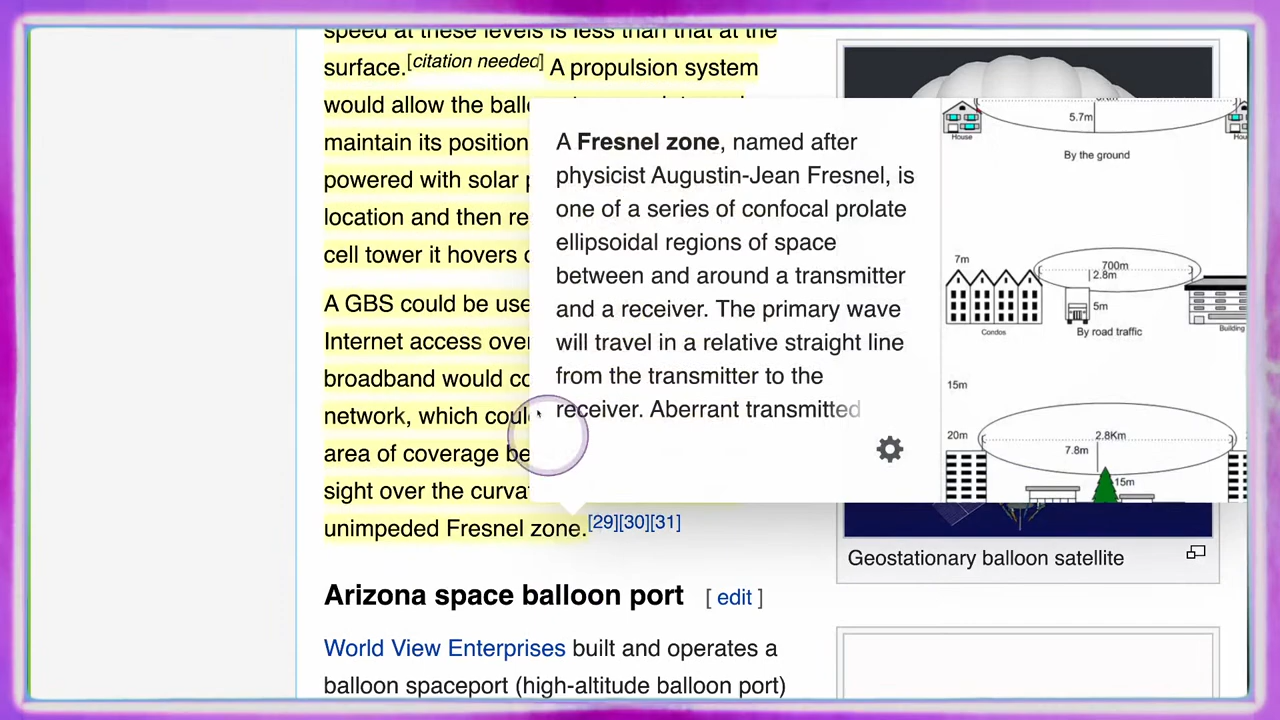 speed at these levels is less than that at the
surface.[citation needed] A propulsion system
would allow the ball
maintain its position
powered with solar
location and then re
cell tower it hovers
A GBS could be use
Internet access over
broadband would co
network, which coul
area of coverage be
sight over the curva
unimpeded Fresnel zone.[29][30][31]
Arizona space balloon port [ edit ]
World View Enterprises built and operates a
balloon spaceport (high-altitude balloon port)
A Fresnel zone, named after
physicist Augustin-Jean Fresnel, is
one of a series of confocal prolate
ellipsoidal regions of space
between and around a transmitter
and a receiver. The primary wave
will travel in a relative straight line
from the transmitter to the
receiver. Aberrant transmitted
5.7m
House
Hou
By the ground
7m
700m
2.8m
5m
Condos
By road traffic
Building
15m
20m
2.8Km
7.8m
15m
Geostationary balloon satellite